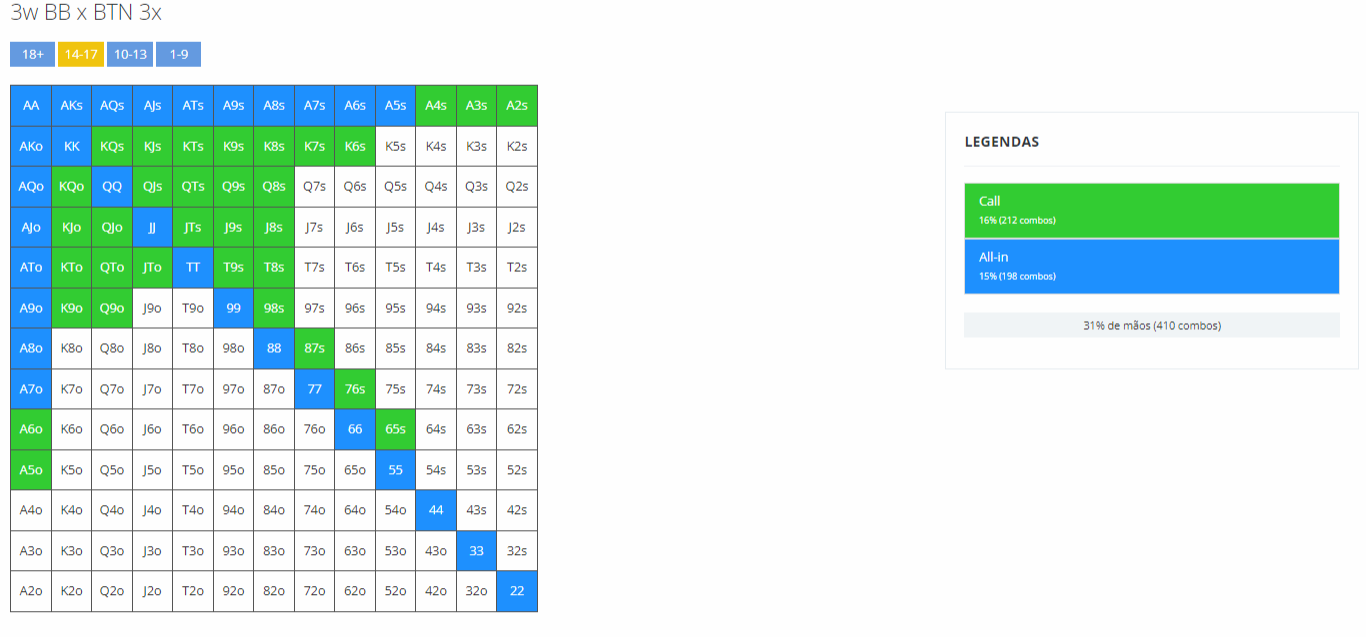 3w BB x BTN 3x
18+ 14-17 10-13 1-9
AA AKs AQs AJs ATs A9s A8s A7s A6s A5s A4s A3s A2s
AKo KK KQs KJs KTs K9s K8s K7s K6s K5s K4s K3s K2s
AQo KQo QQ QJs QTs Q9s Q8s Q7s Q6s Q5s Q4s Q3s Q2s
AJo KJo QJo JJ JTs J9s J8s J7s J6s J5s J4s J3s J2s
ATo KTo QTo JTo TT T9s T8s T7s T6s T5s T4s T3s T2s
A9o K9o Q9o J9o T9o 99 98s 97s 96s 95s 94s 93s 92s
A8o K8o Q8o J8o T8o 98o 88 87s 86s 85s 84s 83s 82s
A7o K7o Q7o J7o T7o 97o 87o 77 76s 75s 74s 73s 72s
A6o K6o Q6o J6o T6o 96o 86o 76o 66 65s 64s 63s 62s
A5o K5o Q5o J5o T5o 95o 85o 75o 65o 55 54s 53s 52s
A4o K4o Q4o J4o T4o 94o 84o 74o 64o 54o 44 43s 42s
A3o K3o Q3o J3o T3o 93o 83o 73o 63o 53o 43o 33 32s
A2o K2o Q2o J2o T2o 92o 82o 72o 62o 52o 42o 32o 22
LEGENDAS
Call
16% (212 combos)
All-in
15% (198 combos)
31% de mãos (410 combos)